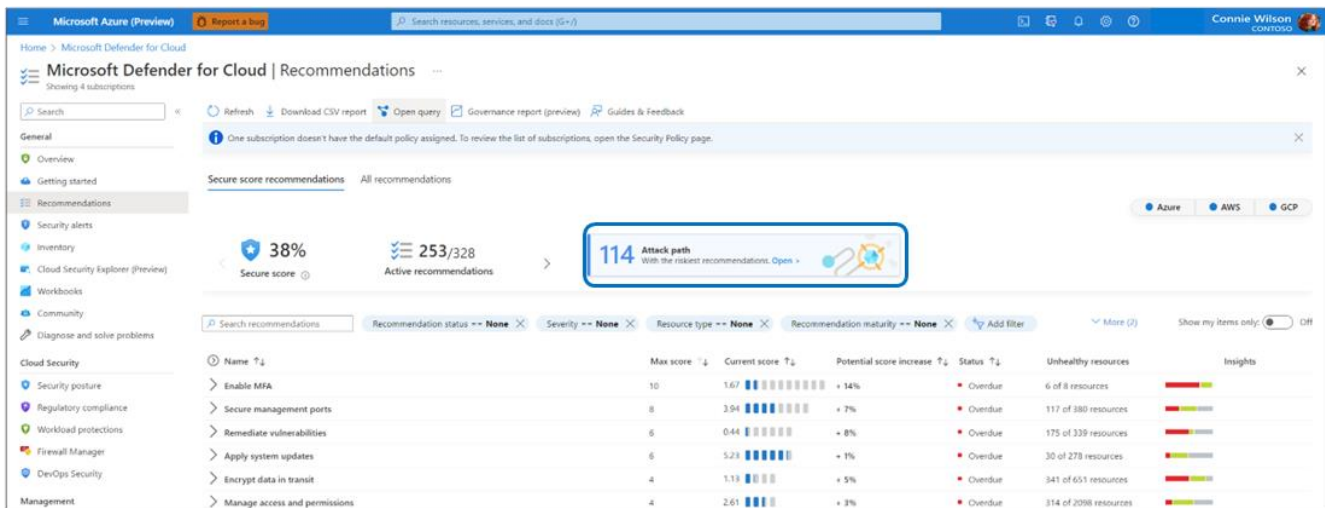 Microsoft Azure (Preview) Report a bug Search resources, services, and docs (G+/) Connie Wilson
CONTOSO
Home > Microsoft Defender for Cloud
Microsoft Defender for Cloud | Recommendations ...
Showing 4 subscriptions
Search «
Refresh Download CSV report Open query Governance report (preview) Guides & Feedback
General
One subscription doesn't have the default policy assigned. To review the list of subscriptions, open the Security Policy page.
Overview
Getting started
Recommendations
Security alerts
Inventory
Cloud Security Explorer (Preview)
Workbooks
Community
Diagnose and solve problems
Cloud Security
Security posture
Regulatory compliance
Workload protections
Firewall Manager
DevOps Security
Management
Secure score recommendations All recommendations
Azure AWS GCP
38%
Secure score
253/328
Active recommendations
114 Attack path
With the riskiest recommendations. Open >
Search recommendations Recommendation status == None Severity == None Resource type == None Recommendation maturity == None Add filter More (2) Show my items only: Off
Name ↑↓ Max score ↑↓ Current score ↑↓ Potential score increase ↑↓ Status ↑↓ Unhealthy resources Insights
Enable MFA 10 1.67 + 14% Overdue 6 of 8 resources
Secure management ports 8 3.94 + 7% Overdue 117 of 380 resources
Remediate vulnerabilities 6 0.44 + 8% Overdue 175 of 339 resources
Apply system updates 6 5.23 + 1% Overdue 30 of 278 resources
Encrypt data in transit 4 1.13 + 5% Overdue 341 of 651 resources
Manage access and permissions 4 2.61 + 3% Overdue 314 of 2098 resources